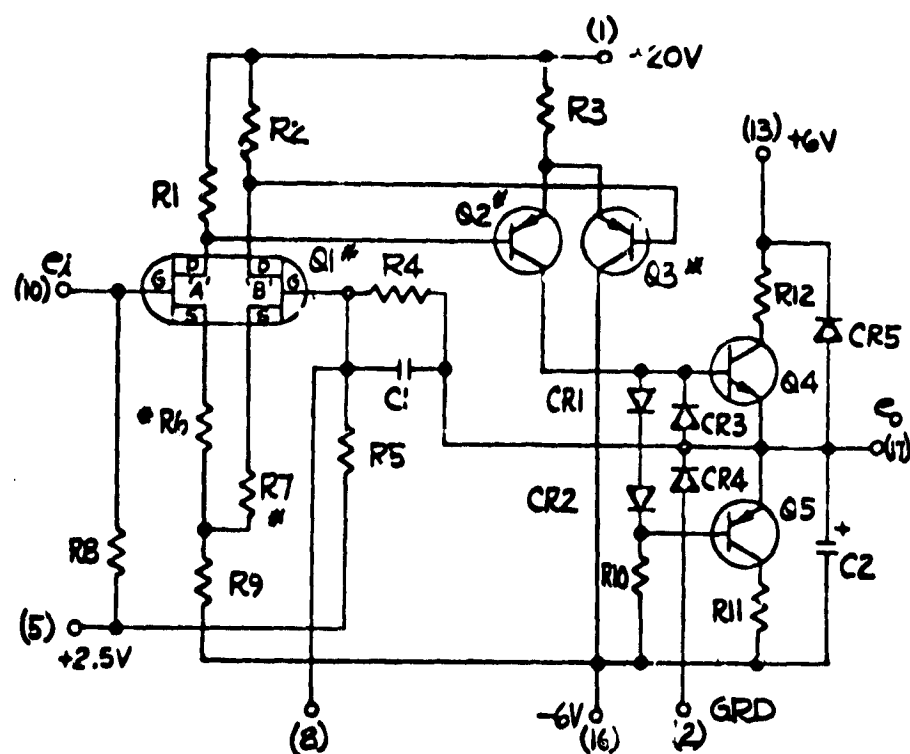 (1)
+20V
R3
R2
(13)
+6V
R1
Q2*
ei
Q1*
(10)
G
D
'A'
S
D
'B'
S
G
R4
Q3*
R12
CR5
Q4
C1
CR1
CR3
eo
(17)
*R6
R5
R7
*
CR2
CR4
Q5
+
C2
R8
R9
R10
R11
(5)
+2.5V
(8)
-6V
(16)
(2)
GRD